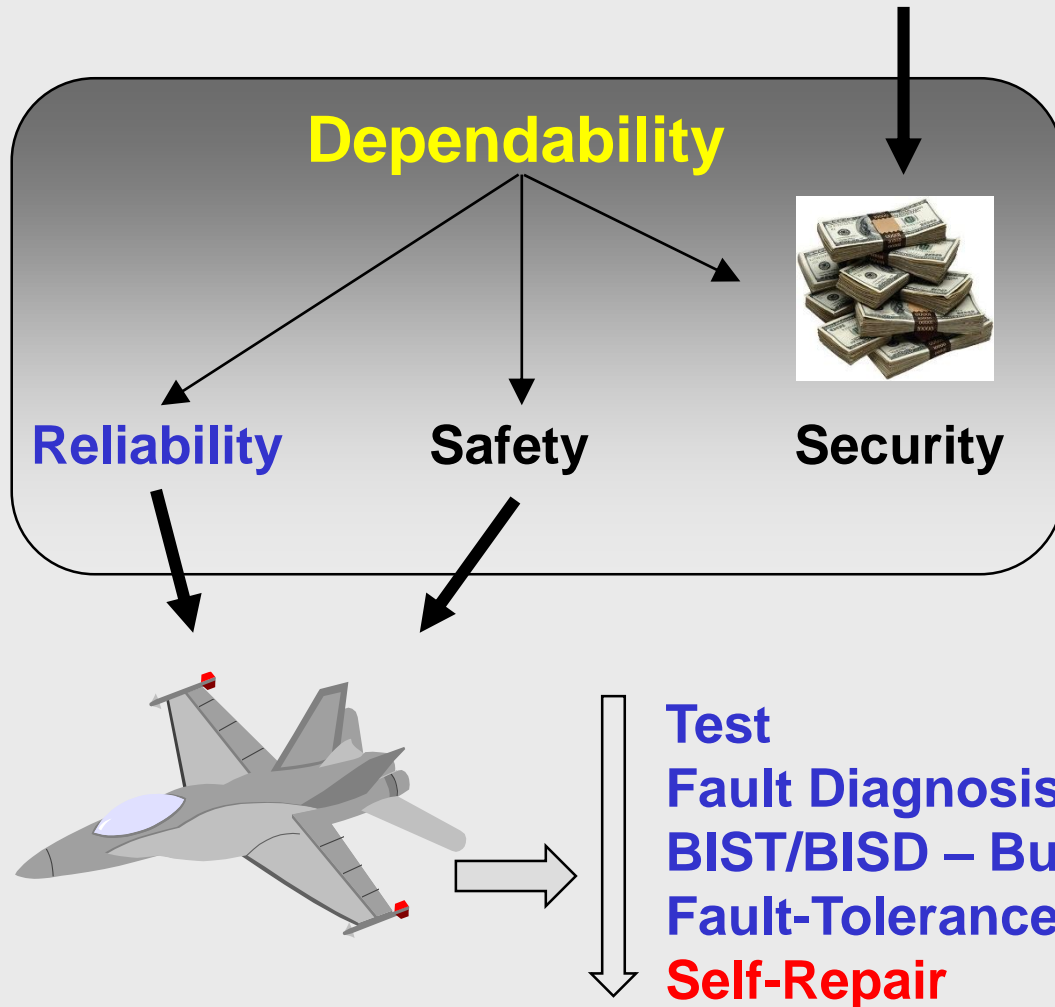 Dependability
Reliability Safety Security
Test
Fault Diagnosis
BIST/BISD – Bu
Fault-Tolerance
Self-Repair